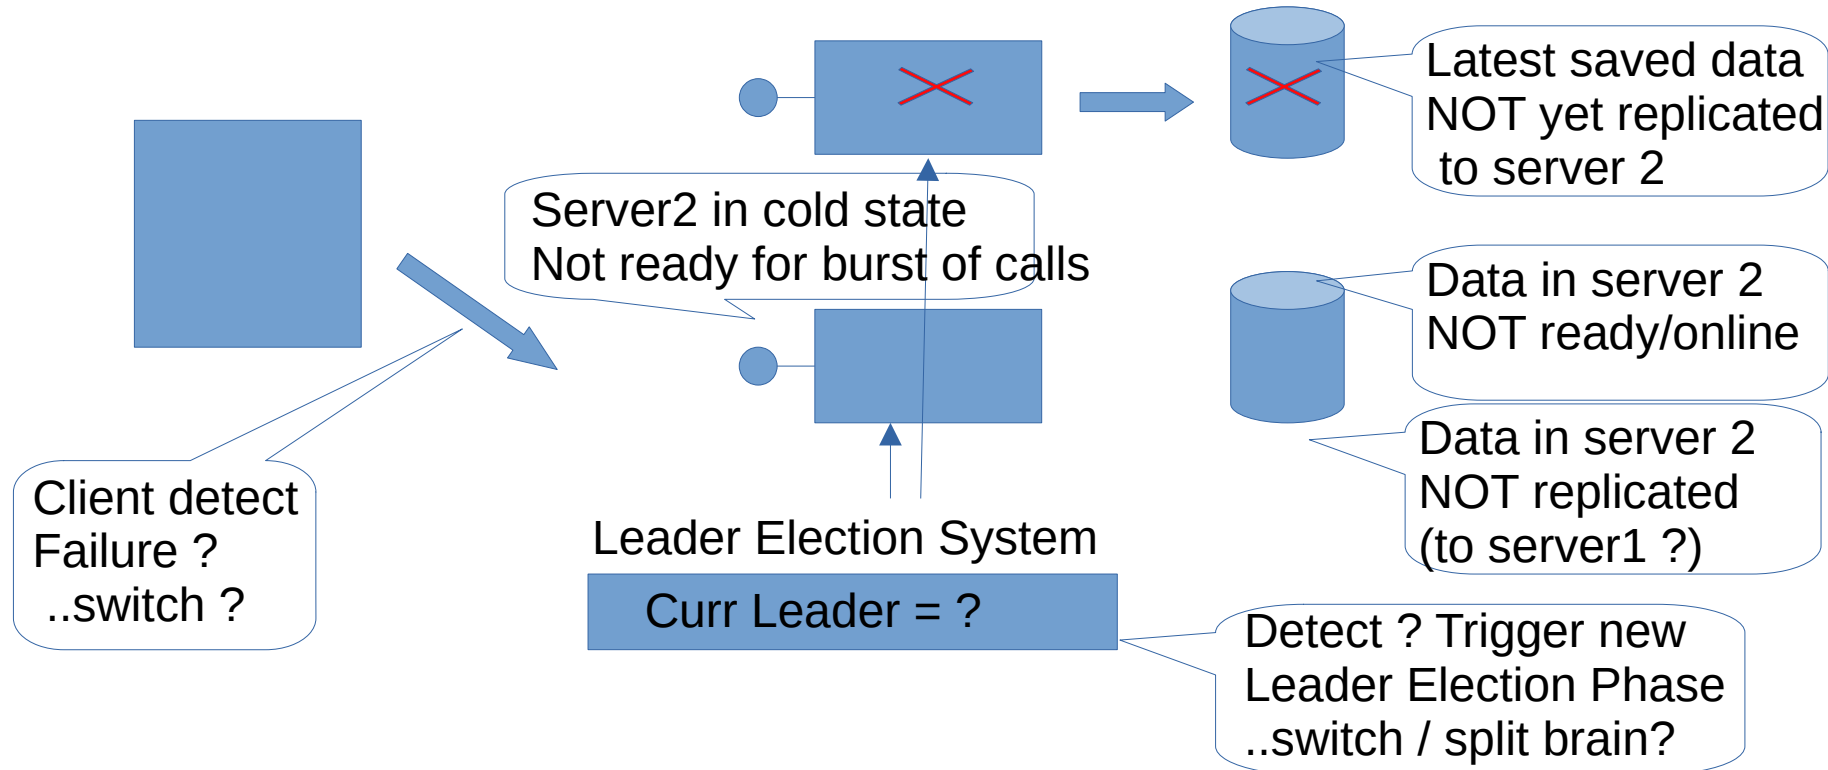 Latest saved data
NOT yet replicated
to server 2
Server2 in cold state
Not ready for burst of calls
Data in server 2
NOT ready/online
Data in server 2
NOT replicated
(to server1 ?)
Client detect
Failure ?
..switch ?
Leader Election System
Curr Leader = ?
Detect ? Trigger new
Leader Election Phase
..switch / split brain?